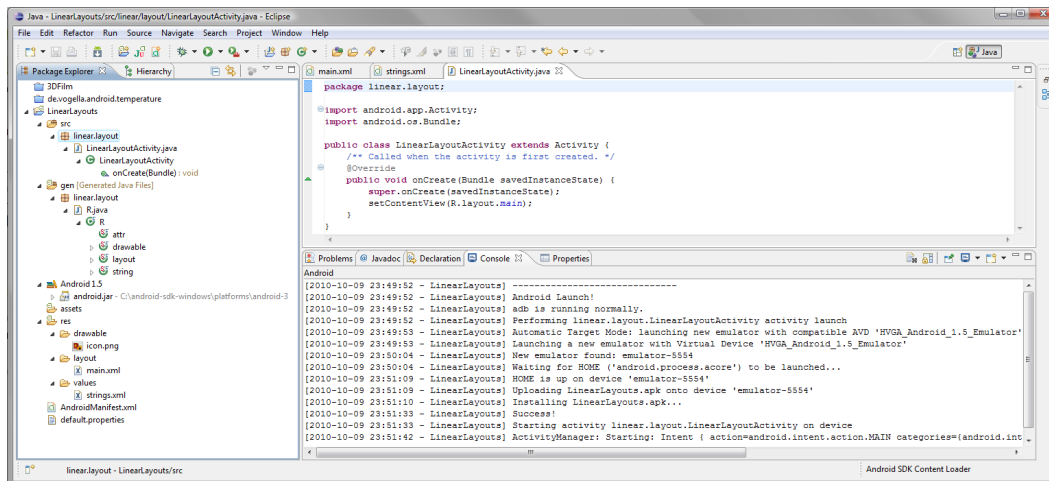 Java - LinearLayouts/src/linear/layout/LinearLayoutActivity.java - Eclipse
File Edit Refactor Run Source Navigate Search Project Window Help
Java
Package Explorer Hierarchy
3DFilm
de.vogella.android.temperature
LinearLayouts
src
linear.layout
LinearLayoutActivity.java
LinearLayoutActivity
onCreate(Bundle) : void
gen [Generated Java Files]
linear.layout
R.java
R
attr
drawable
layout
string
Android 1.5
android.jar - C:\android-sdk-windows\platforms\android-3
assets
res
drawable
icon.png
layout
main.xml
values
strings.xml
AndroidManifest.xml
default.properties
main.xml strings.xml LinearLayoutActivity.java
package linear.layout;
import android.app.Activity;
import android.os.Bundle;
public class LinearLayoutActivity extends Activity {
/** Called when the activity is first created. */
@Override
public void onCreate(Bundle savedInstanceState) {
super.onCreate(savedInstanceState);
setContentView(R.layout.main);
}
}
Problems @ Javadoc Declaration Console Properties
Android
[2010-10-09 23:49:52 - LinearLayouts] ------------------------------
[2010-10-09 23:49:52 - LinearLayouts] Android Launch!
[2010-10-09 23:49:52 - LinearLayouts] adb is running normally.
[2010-10-09 23:49:52 - LinearLayouts] Performing linear.layout.LinearLayoutActivity activity launch
[2010-10-09 23:49:53 - LinearLayouts] Automatic Target Mode: launching new emulator with compatible AVD 'HVGA_Android_1.5_Emulator'
[2010-10-09 23:49:53 - LinearLayouts] Launching a new emulator with Virtual Device 'HVGA_Android_1.5_Emulator'
[2010-10-09 23:50:04 - LinearLayouts] New emulator found: emulator-5554
[2010-10-09 23:50:04 - LinearLayouts] Waiting for HOME ('android.process.acore') to be launched...
[2010-10-09 23:51:09 - LinearLayouts] HOME is up on device 'emulator-5554'
[2010-10-09 23:51:09 - LinearLayouts] Uploading LinearLayouts.apk onto device 'emulator-5554'
[2010-10-09 23:51:10 - LinearLayouts] Installing LinearLayouts.apk...
[2010-10-09 23:51:33 - LinearLayouts] Success!
[2010-10-09 23:51:33 - LinearLayouts] Starting activity linear.layout.LinearLayoutActivity on device
[2010-10-09 23:51:42 - LinearLayouts] ActivityManager: Starting: Intent { action=android.intent.action.MAIN categories={android.int
linear.layout - LinearLayouts/src
Android SDK Content Loader